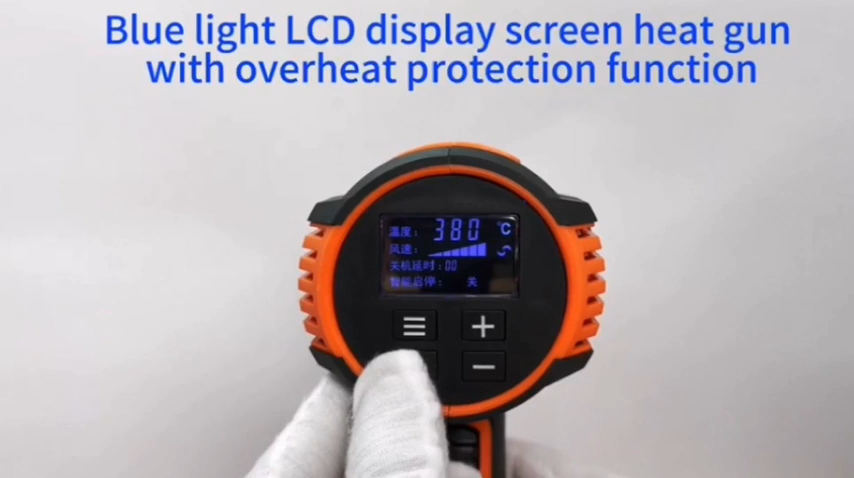 Blue light LCD display screen heat gun
with overheat protection function
温度: 380 °C
风速:
关机延时:00
智能启停: 关